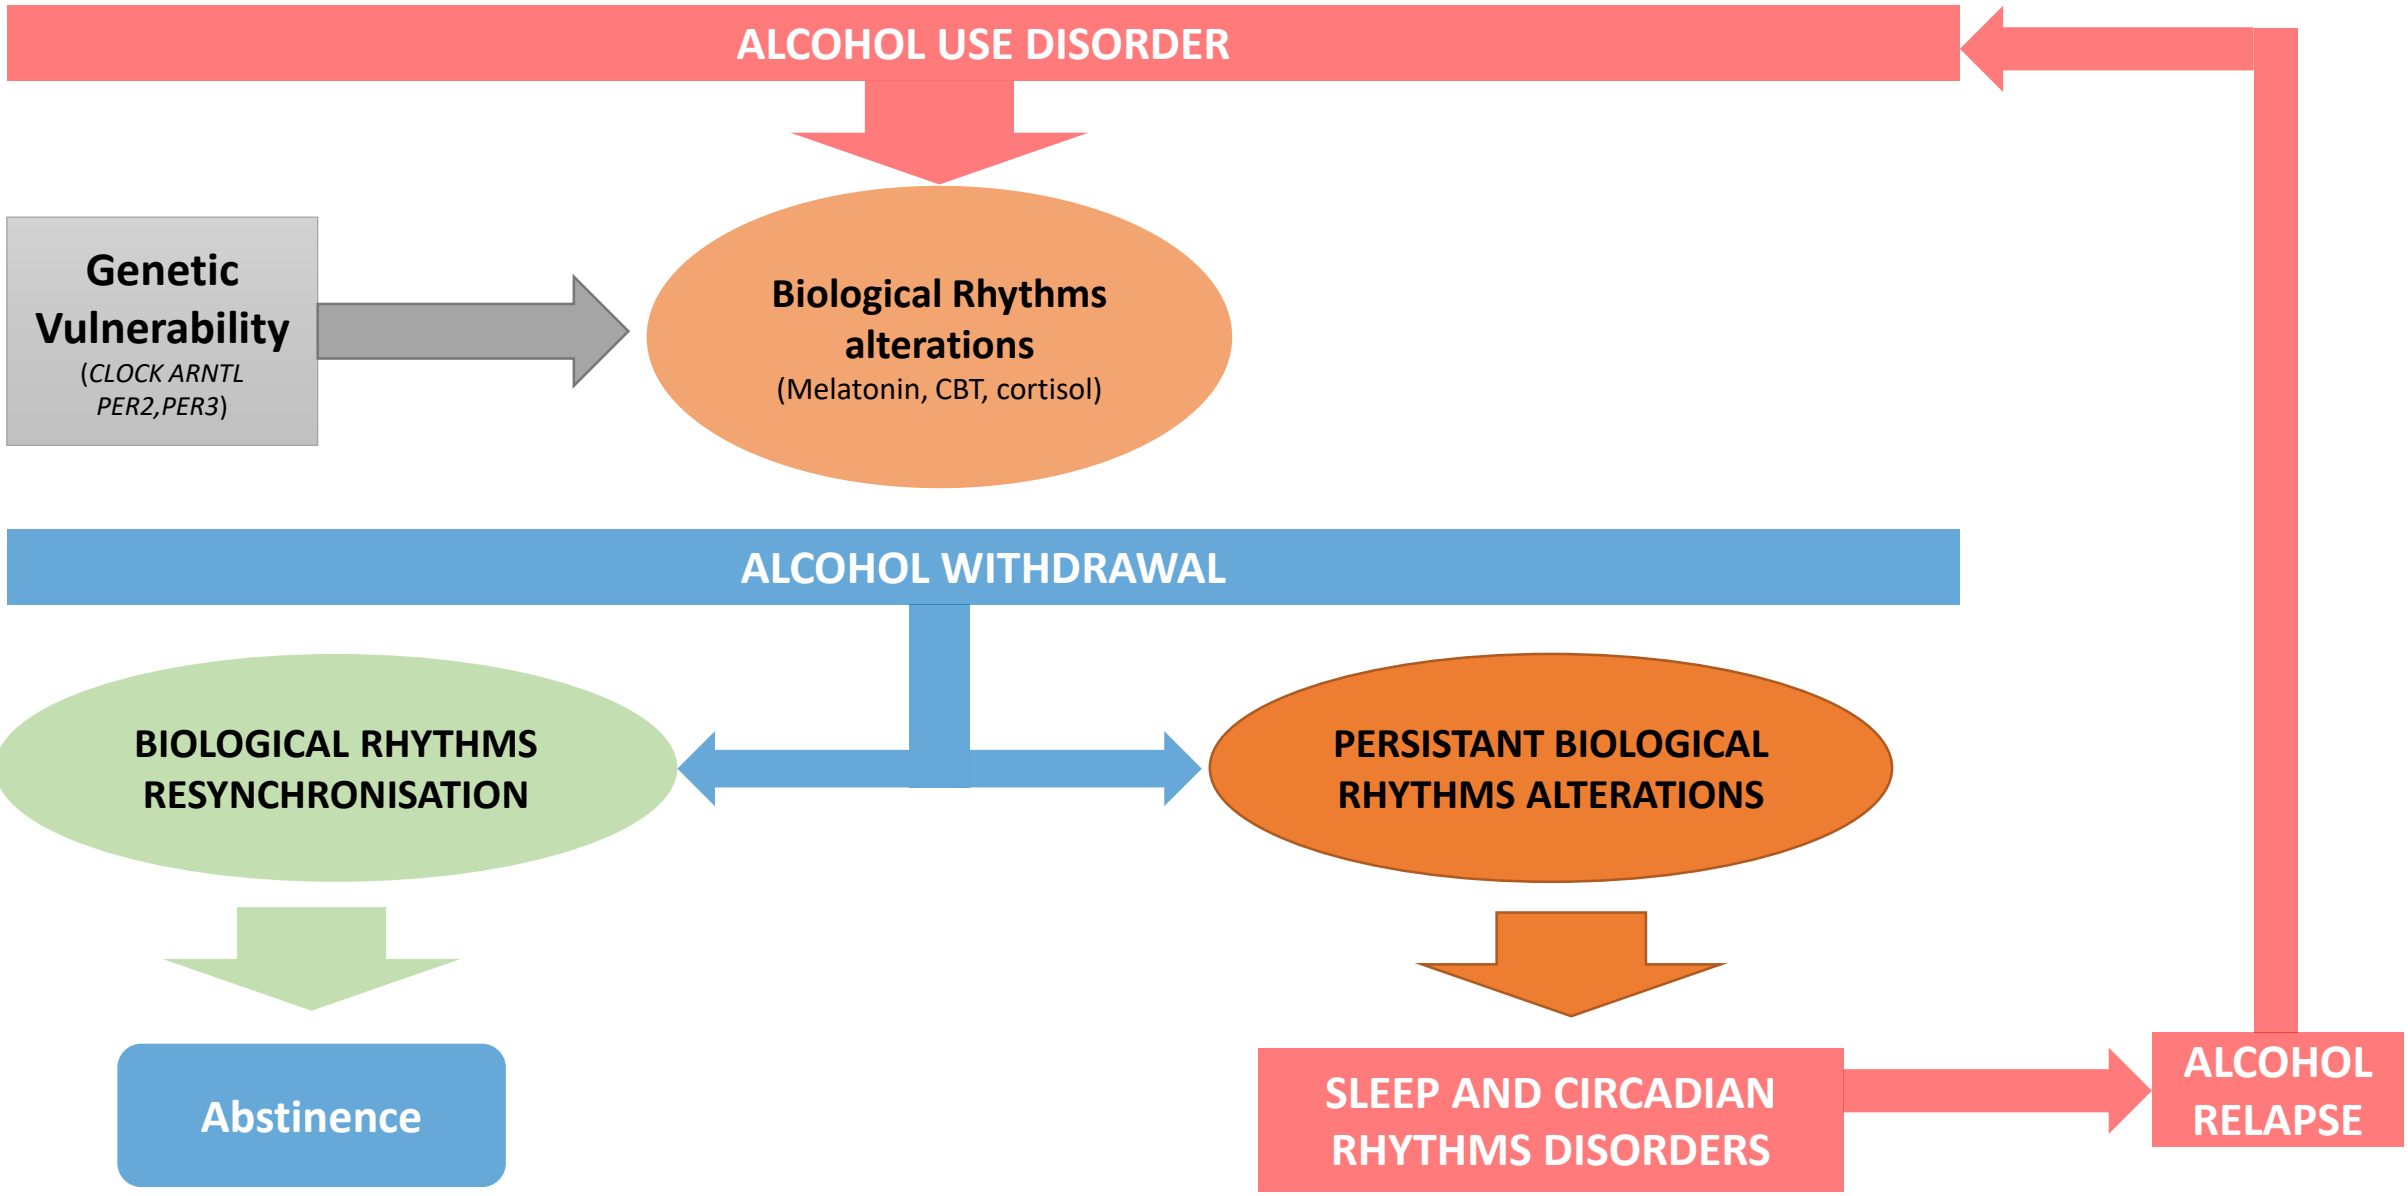 ALCOHOL USE DISORDER
Genetic
Vulnerability
(CLOCK ARNTL
PER2,PER3)
Biological Rhythms
alterations
(Melatonin, CBT, cortisol)
ALCOHOL WITHDRAWAL
BIOLOGICAL RHYTHMS
RESYNCHRONISATION
PERSISTANT BIOLOGICAL
RHYTHMS ALTERATIONS
Abstinence
SLEEP AND CIRCADIAN
RHYTHMS DISORDERS
ALCOHOL
RELAPSE